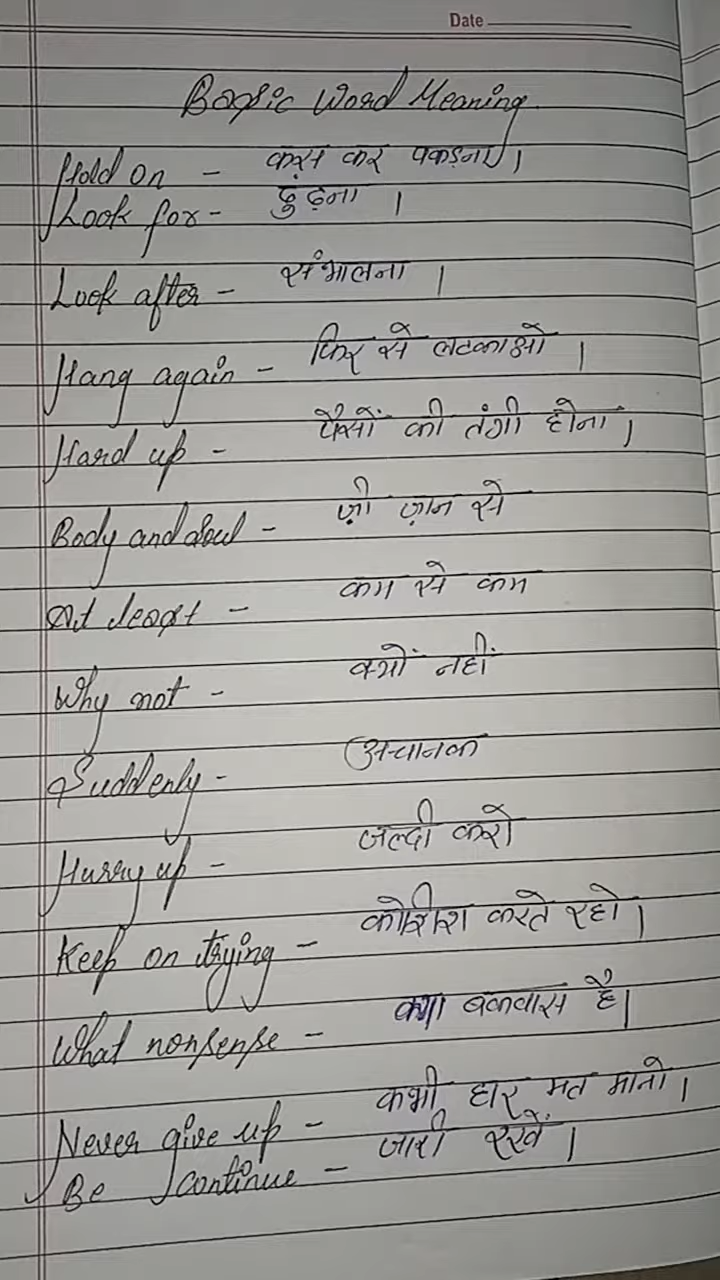 Date
Basic Word Meaning
Hold on - कस कर पकड़ना।
Look for - ढुंढ़ना।
Look after - संभालना।
Hang again - फिर से लटकाओ।
Hard up - पैसों की तंगी होना।
Body and Soul - ज़ी ज़ान से
At least - कम से कम
Why not - क्यों नहीं
Suddenly - अचानक
Hurry up - जल्दी करो
Keep on trying - कोशिश करते रहो।
What nonsense - क्या बकवास है।
Never give up - कभी हार मत मानो।
Be continue - जारी रखें।